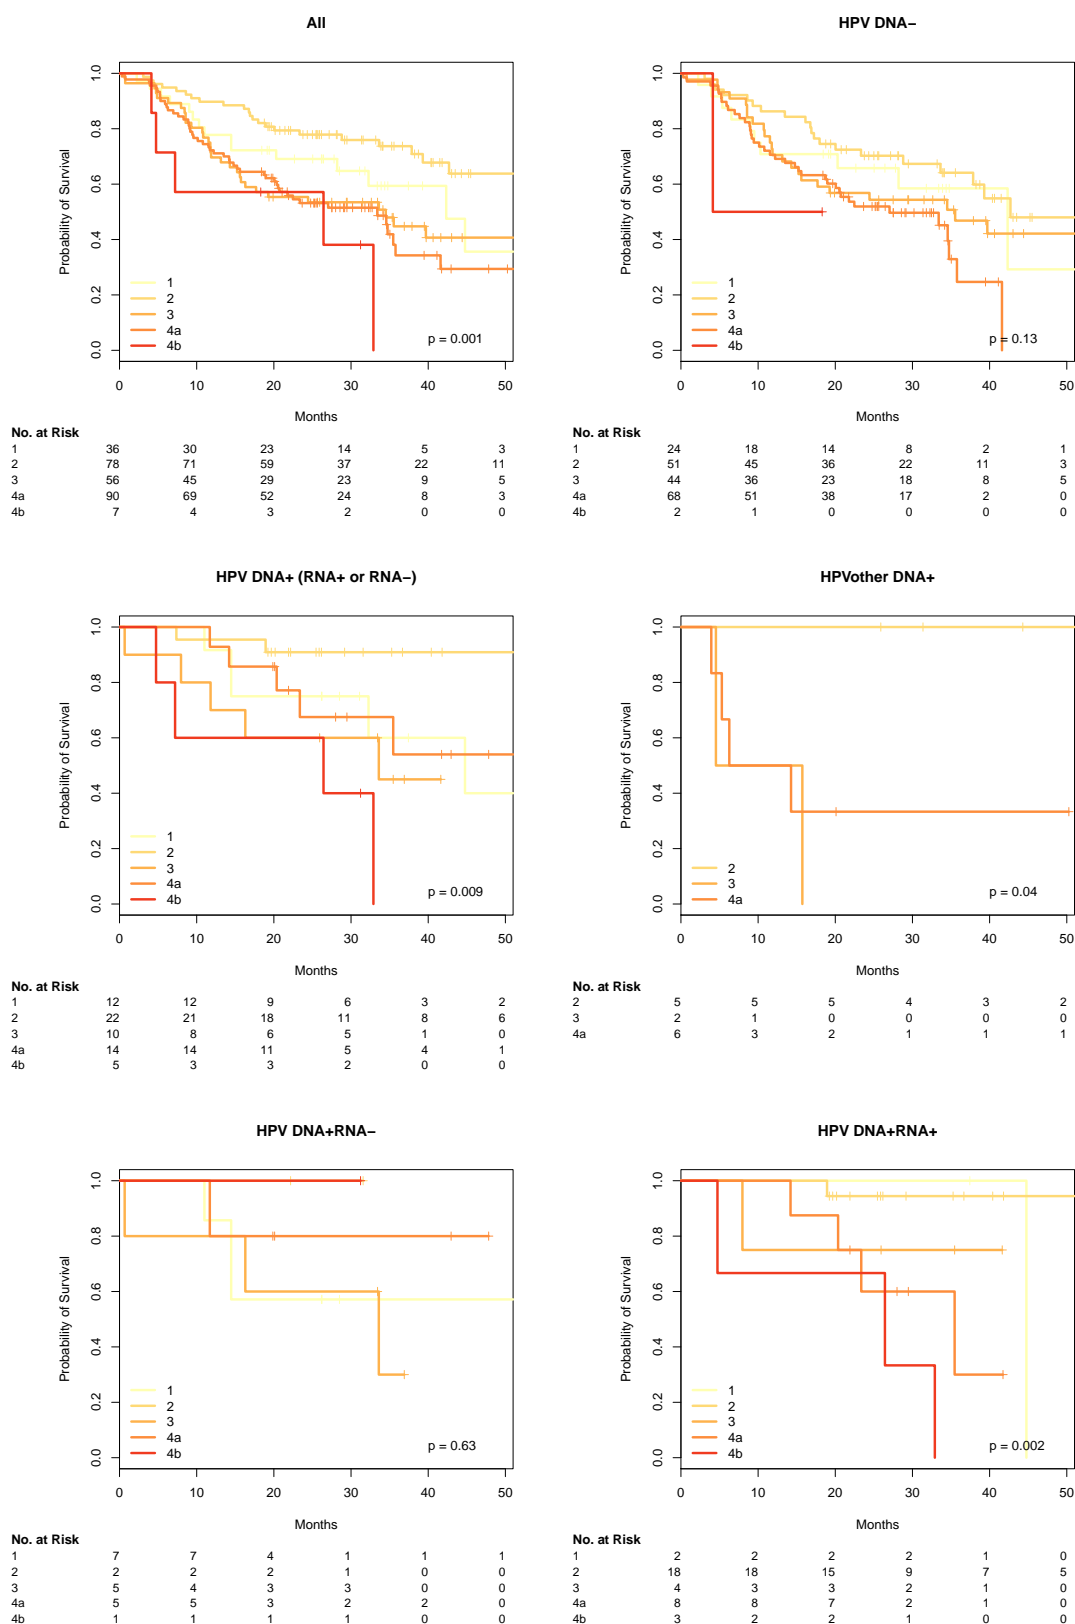 All
Probability of Survival
1.0
0.8
0.6
0.4
0.2
0.0
1
2
3
4a
4b
p = 0.001
0 10 20 30 40 50
Months
No. at Risk
1 36 30 23 14 5 3
2 78 71 59 37 22 11
3 56 45 29 23 9 5
4a 90 69 52 24 8 3
4b 7 4 3 2 0 0
HPV DNA−
Probability of Survival
1.0
0.8
0.6
0.4
0.2
0.0
1
2
3
4a
4b
p = 0.13
0 10 20 30 40 50
Months
No. at Risk
1 24 18 14 8 2 1
2 51 45 36 22 11 3
3 44 36 23 18 8 5
4a 68 51 38 17 2 0
4b 2 1 0 0 0 0
HPV DNA+ (RNA+ or RNA−)
Probability of Survival
1.0
0.8
0.6
0.4
0.2
0.0
1
2
3
4a
4b
p = 0.009
0 10 20 30 40 50
Months
No. at Risk
1 12 12 9 6 3 2
2 22 21 18 11 8 6
3 10 8 6 5 1 0
4a 14 14 11 5 4 1
4b 5 3 3 2 0 0
HPVother DNA+
Probability of Survival
1.0
0.8
0.6
0.4
0.2
0.0
2
3
4a
p = 0.04
0 10 20 30 40 50
Months
No. at Risk
2 5 5 5 4 3 2
3 2 1 0 0 0 0
4a 6 3 2 1 1 1
HPV DNA+RNA−
Probability of Survival
1.0
0.8
0.6
0.4
0.2
0.0
1
2
3
4a
4b
p = 0.63
0 10 20 30 40 50
Months
No. at Risk
1 7 7 4 1 1 1
2 2 2 2 1 0 0
3 5 4 3 3 0 0
4a 5 5 3 2 2 0
4b 1 1 1 1 0 0
HPV DNA+RNA+
Probability of Survival
1.0
0.8
0.6
0.4
0.2
0.0
1
2
3
4a
4b
p = 0.002
0 10 20 30 40 50
Months
No. at Risk
1 2 2 2 2 1 0
2 18 18 15 9 7 5
3 4 3 3 2 1 0
4a 8 8 7 2 1 0
4b 3 2 2 1 0 0